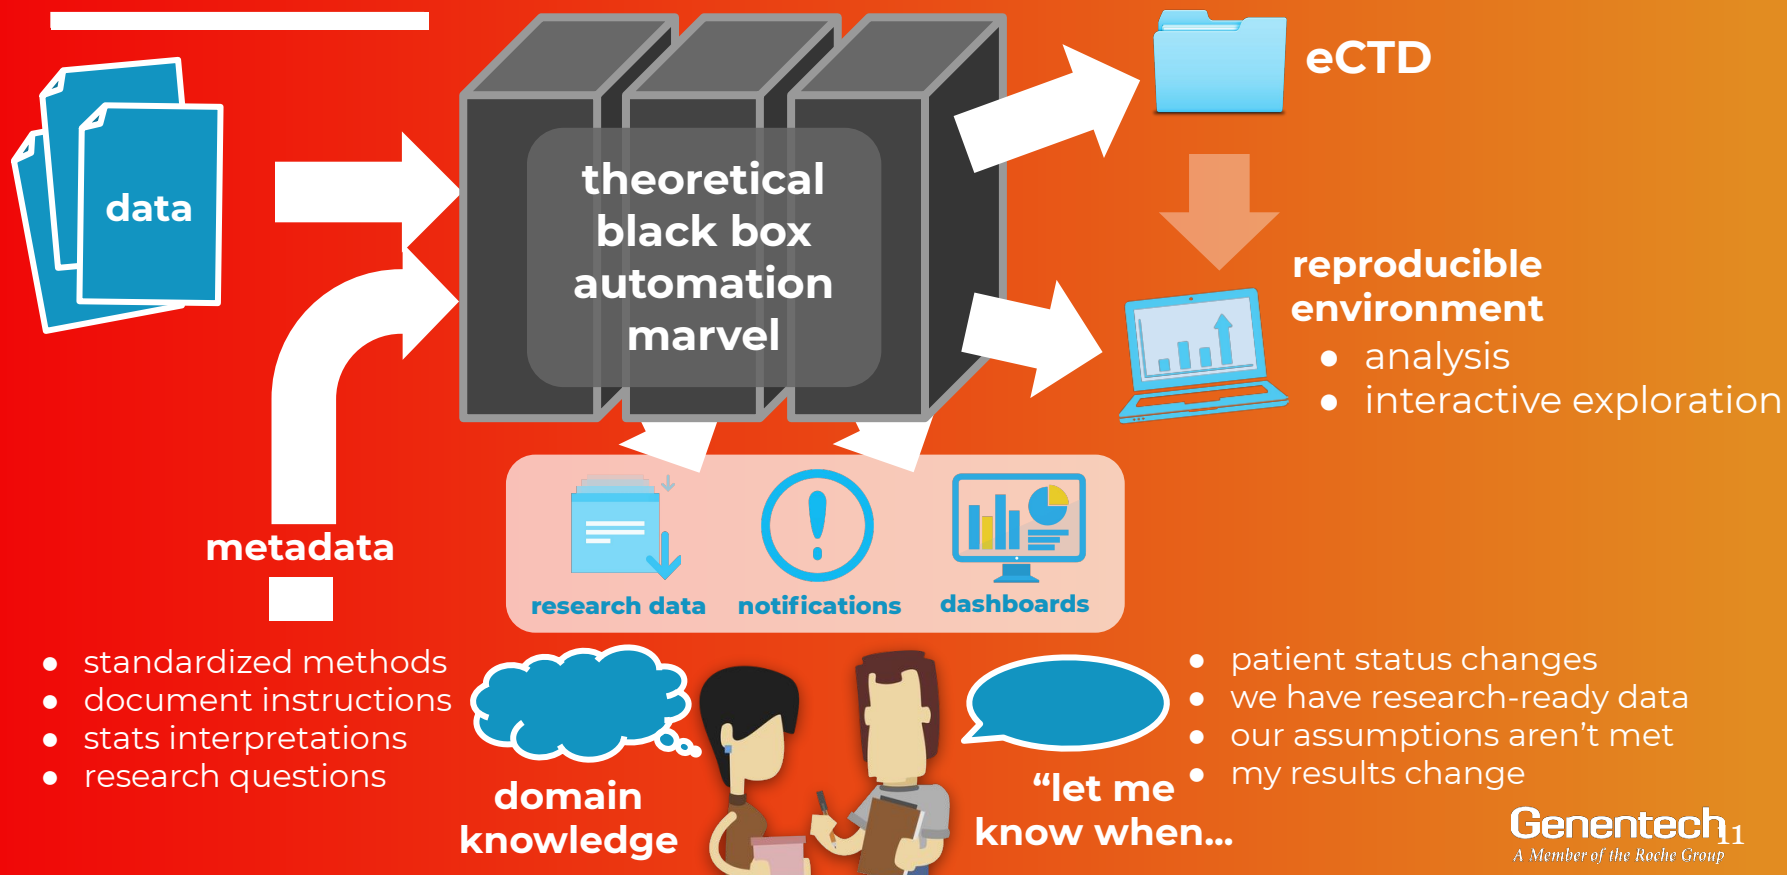 data
theoretical
black box
automation
marvel
eCTD
reproducible
environment
● analysis
● interactive exploration
metadata
research data
notifications
dashboards
● standardized methods
● document instructions
● stats interpretations
● research questions
domain
knowledge
“let me
know when...
● patient status changes
● we have research-ready data
● our assumptions aren’t met
● my results change
Genentech
A Member of the Roche Group
11